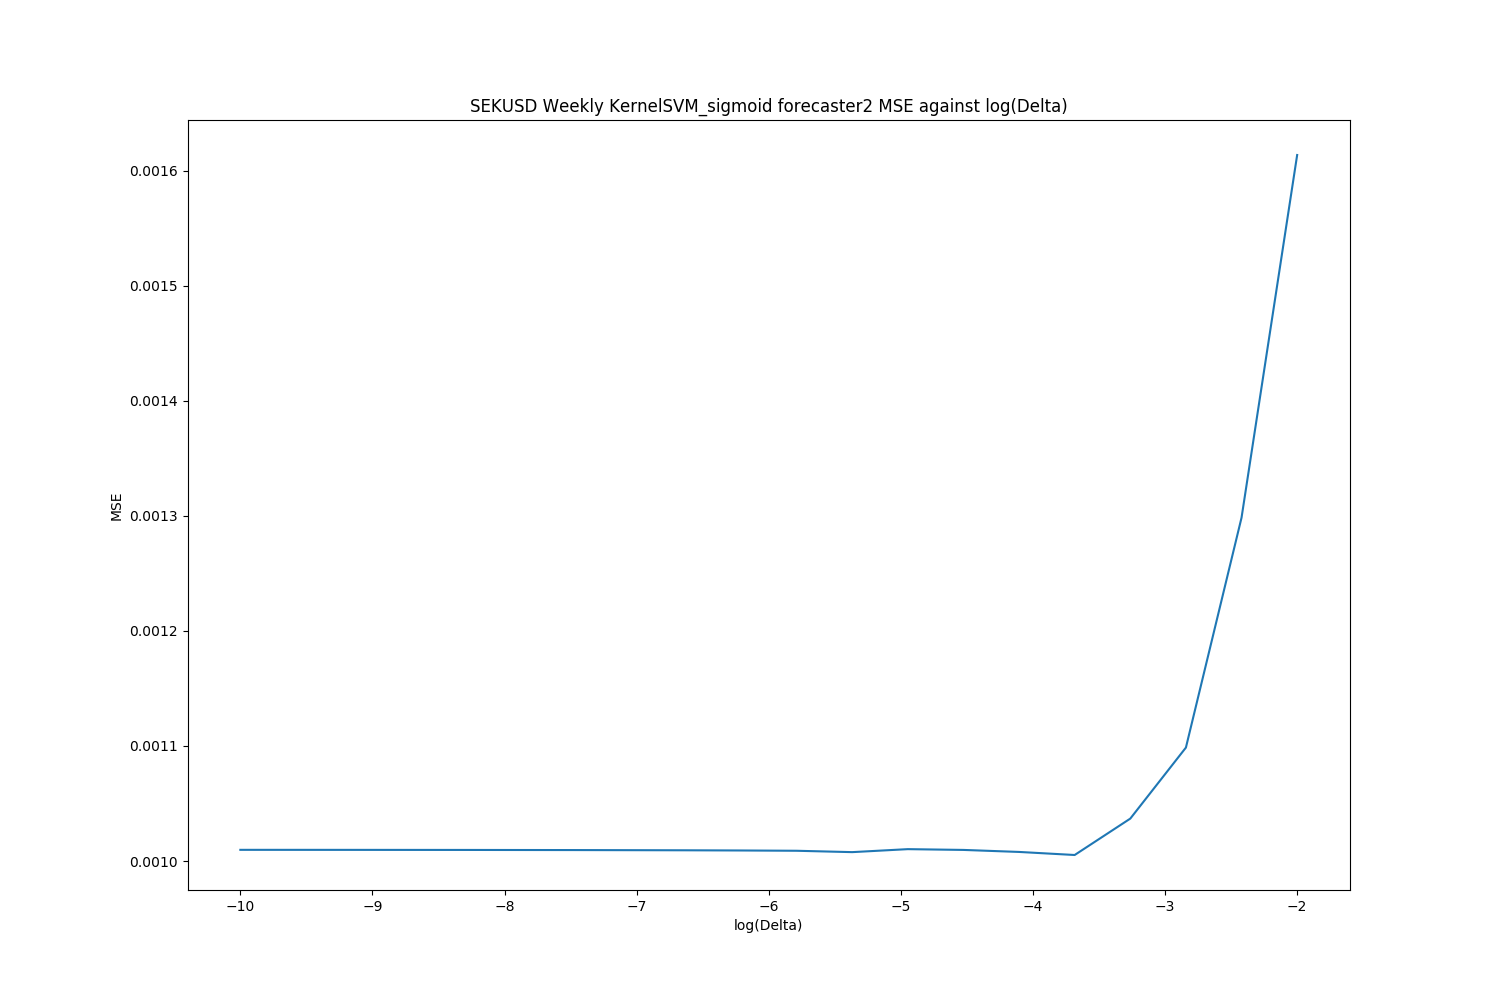 SEKUSD Weekly KernelSVM_sigmoid forecaster2 MSE against log(Delta)
0.0016
0.0015
0.0014
0.0013
0.0012
0.0011
0.0010
MSE
−10 −9 −8 −7 −6 −5 −4 −3 −2
log(Delta)